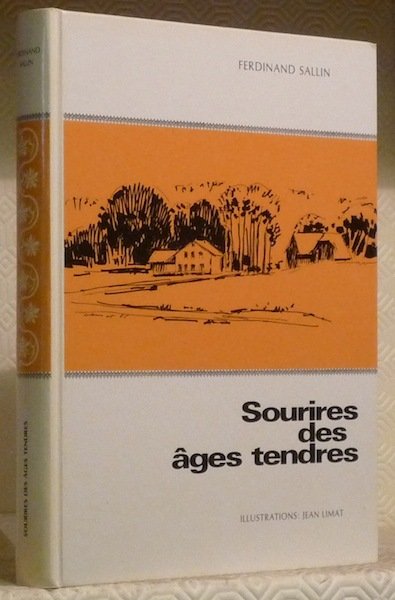 FERDINAND
SALLIN
SOURIRES DES ÂGES TENDRES
FERDINAND SALLIN
Sourires
des
âges tendres
ILLUSTRATIONS: JEAN LIMAT